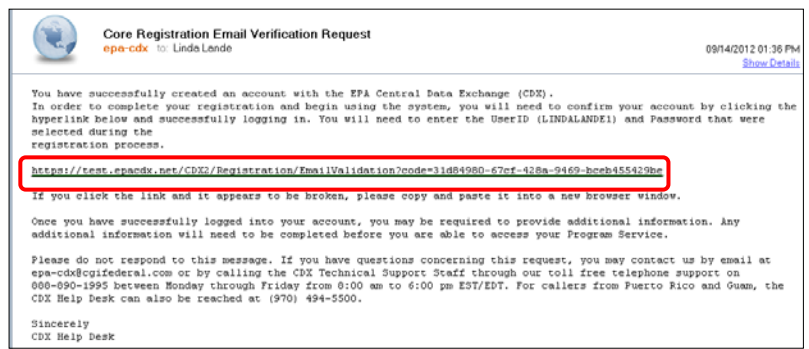 Core Registration Email Verification Request
epa-cdx to: Linda Lande
09/14/2012 01:36 PM
Show Details
You have successfully created an account with the EPA Central Data Exchange (CDX).
In order to complete your registration and begin using the system, you will need to confirm your account by clicking the
hyperlink below and successfully logging in. You will need to enter the UserID (LINDALANDE1) and Password that were
selected during the
registration process.
https://test.epacdx.net/CDX2/Registration/EmailValidation?code=31d84980-67cf-428a-9469-bceb455429be
If you click the link and it appears to be broken, please copy and paste it into a new browser window.
Once you have successfully logged into your account, you may be required to provide additional information. Any
additional information will need to be completed before you are able to access your Program Service.
Please do not respond to this message. If you have questions concerning this request, you may contact us by email at
epa-cdx@cgifederal.com or by calling the CDX Technical Support Staff through our toll free telephone support on
888-890-1995 between Monday through Friday from 8:00 am to 6:00 pm EST/EDT. For callers from Puerto Rico and Guam, the
CDX Help Desk can also be reached at (970) 494-5500.
Sincerely
CDX Help Desk